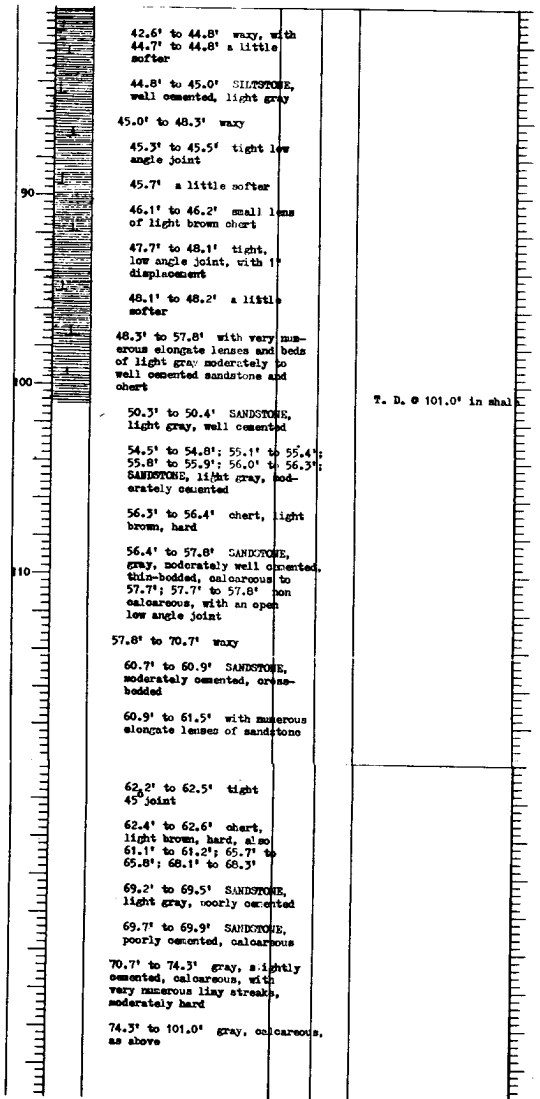 42.6' to 44.8' waxy, with
44.7' to 44.8' a little
softer
44.8' to 45.0' SILTSTONE,
well cemented, light gray
45.0' to 48.3' waxy
45.3' to 45.5' tight low
angle joint
90
45.7' a little softer
46.1' to 46.2' small lens
of light brown chert
47.7' to 48.1' tight,
low angle joint, with 1"
displacement
48.1' to 48.2' a little
softer
48.3' to 57.8' with very num-
erous elongate lenses and beds
of light gray moderately to
well cemented sandstone and
chert
100
T. D. @ 101.0' in shale
50.3' to 50.4' SANDSTONE,
light gray, well cemented
54.5' to 54.8'; 55.1' to 55.4';
55.8' to 55.9'; 56.0' to 56.3';
SANDSTONE, light gray, mod-
erately cemented
56.3' to 56.4' chert, light
brown, hard
110
56.4' to 57.8' SANDSTONE,
gray, moderately well cemented,
thin-bedded, calcareous to
57.7'; 57.7' to 57.8' non
calcareous, with an open
low angle joint
57.8' to 70.7' waxy
60.7' to 60.9' SANDSTONE,
moderately cemented, cross-
bedded
60.9' to 61.5' with numerous
elongate lenses of sandstone
62.2' to 62.5' tight
45° joint
62.4' to 62.6' chert,
light brown, hard, also
61.1' to 61.2'; 65.7' to
65.8'; 68.1' to 68.3'
69.2' to 69.5' SANDSTONE,
light gray, poorly cemented
69.7' to 69.9' SANDSTONE,
poorly cemented, calcareous
70.7' to 74.3' gray, slightly
cemented, calcareous, with
very numerous limy streaks,
moderately hard
74.3' to 101.0' gray, calcareous,
as above